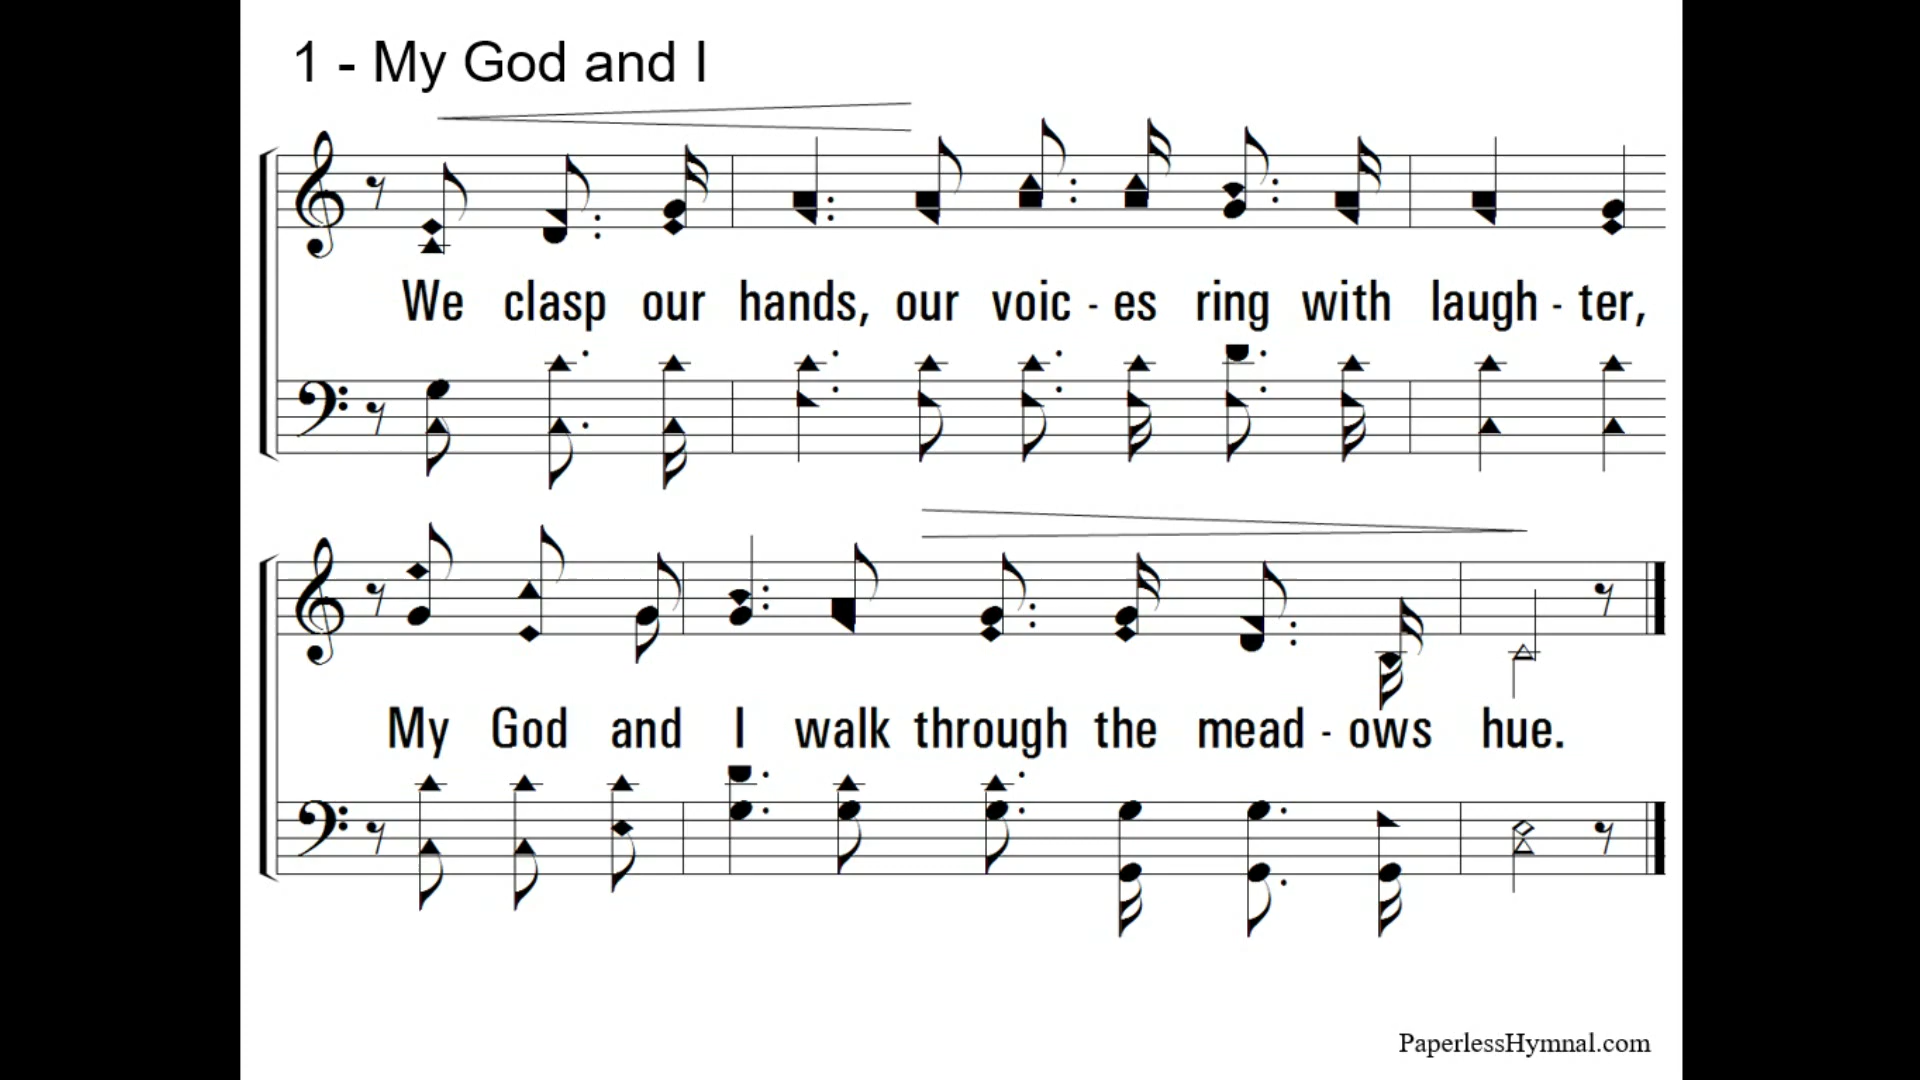 1 - My God and I
We clasp our hands, our voic - es ring with laugh - ter,
My God and I walk through the mead - ows hue.
PaperlessHymnal.com